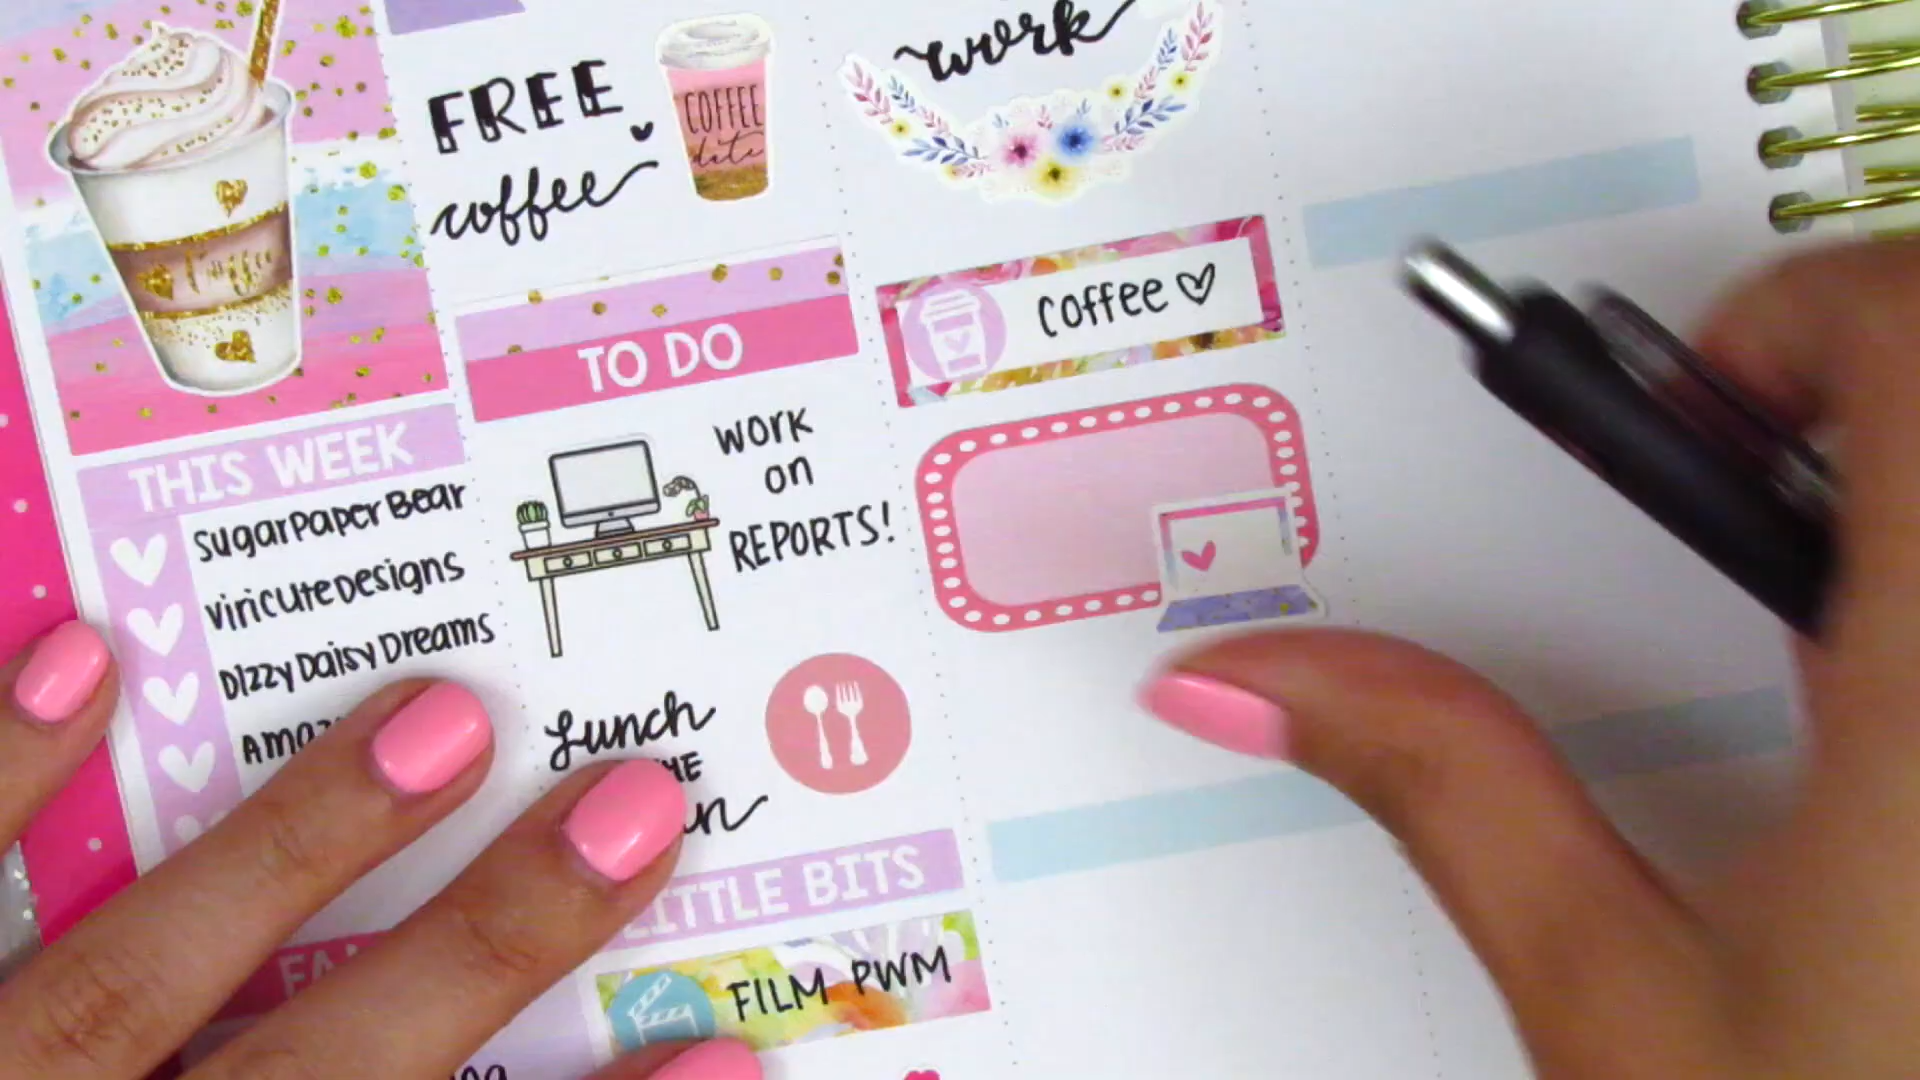 Coffee
FREE
coffee
COFFEE
date
work
TO DO
WORK
on
REPORTS!
Coffee
THIS WEEK
SugarPaperBear
ViriCuteDesigns
Dizzy Daisy Dreams
Lunch
LITTLE BITS
FILM PWM